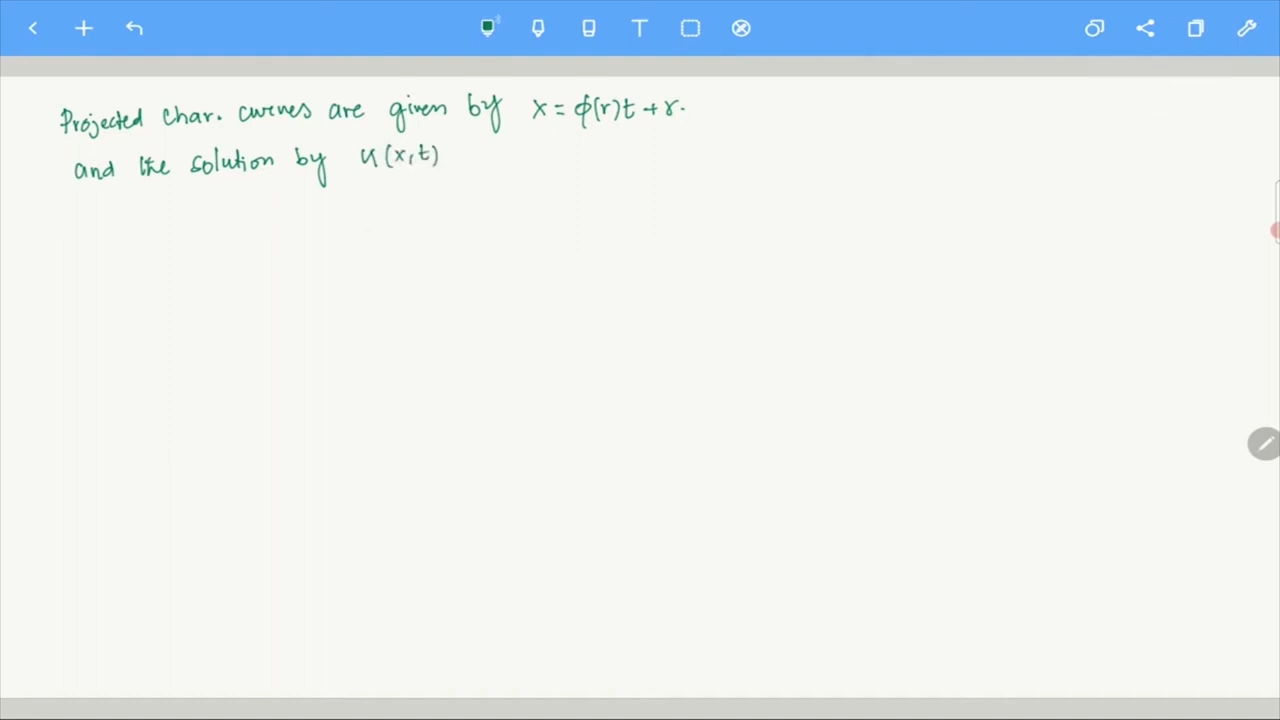 Projected char. curves are given by x = φ(r)t + r.
and the solution by u(x,t)